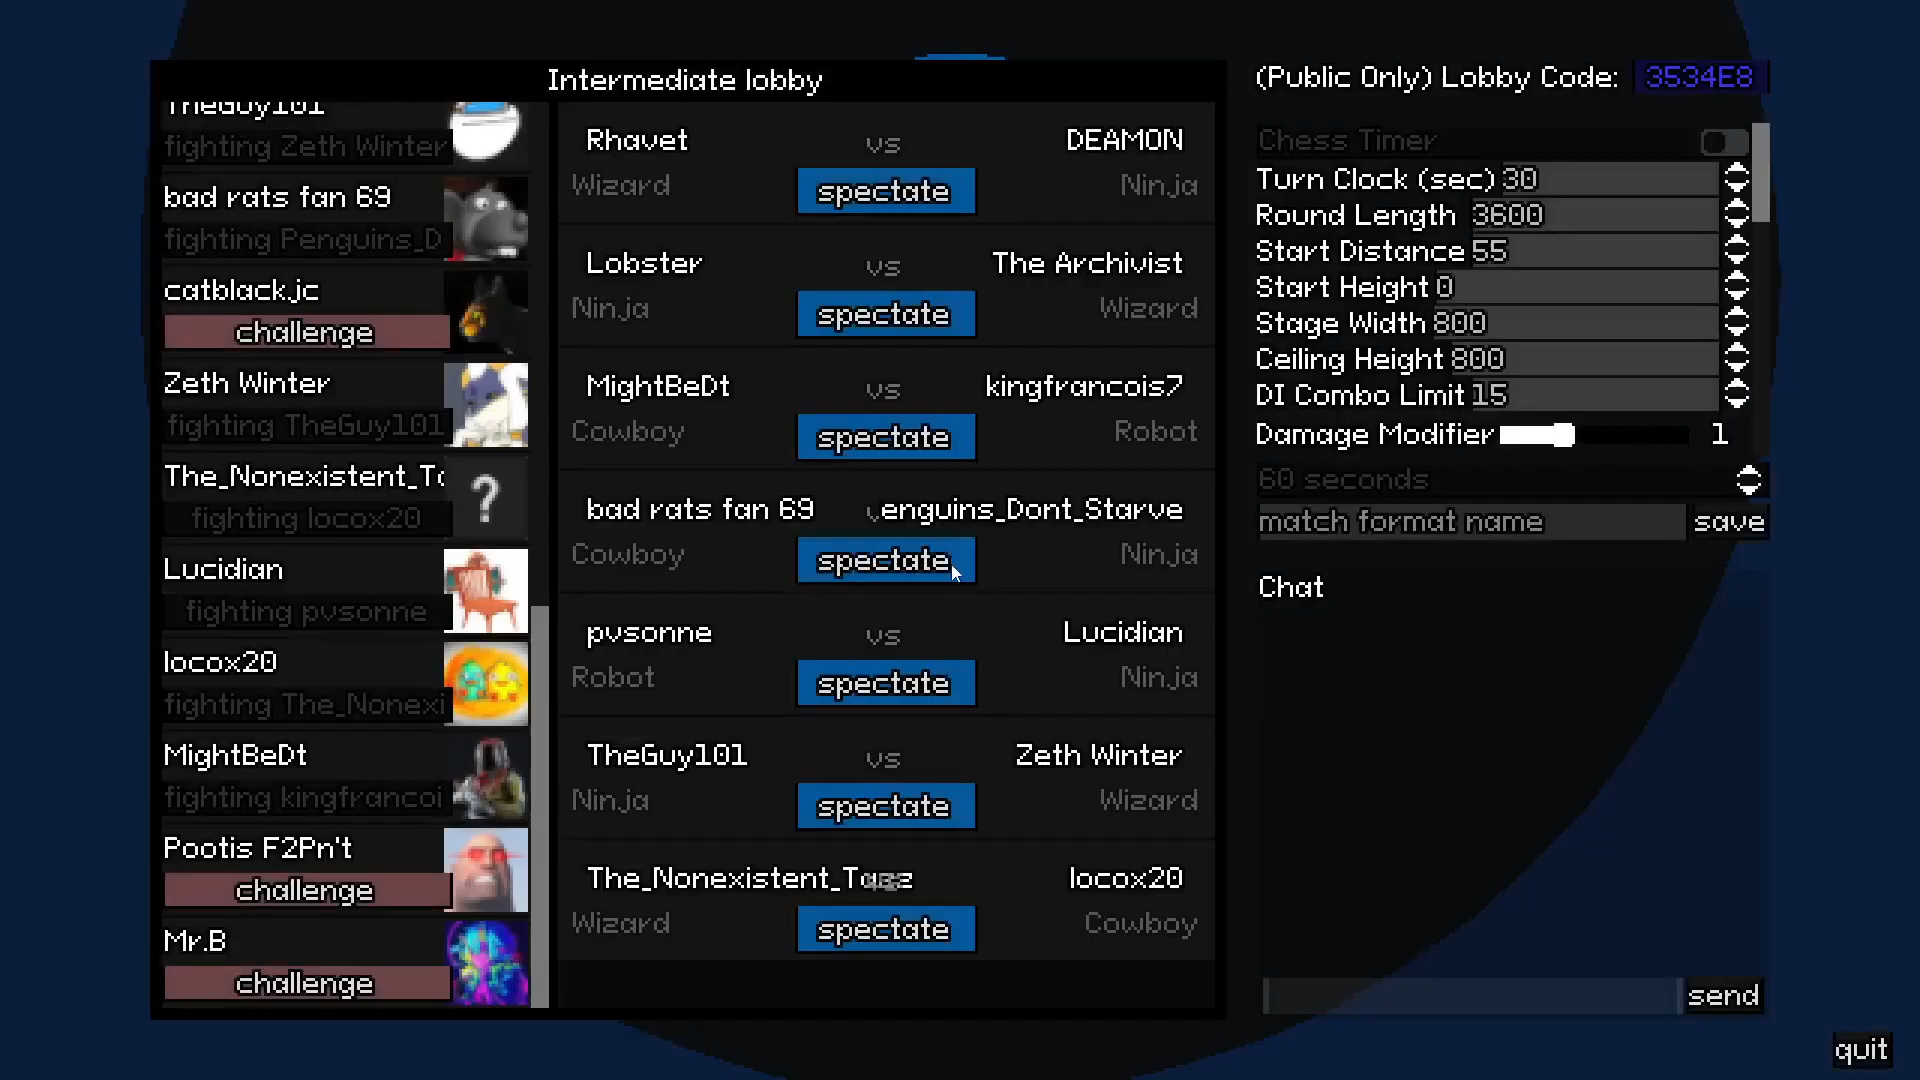 Intermediate lobby
TheGuy101
fighting Zeth Winter
bad rats fan 69
fighting Penguins_D
catblack.jc
challenge
Zeth Winter
fighting TheGuy101
The_Nonexistent_To
fighting locox20
Lucidian
fighting pvsonne
locox20
fighting The_Nonexi
MightBeDt
fighting kingfrancoi
Pootis F2Pn't
challenge
Mr.B
challenge
Rhavet vs DEAMON
Wizard spectate Ninja
Lobster vs The Archivist
Ninja spectate Wizard
MightBeDt vs kingfrancois7
Cowboy spectate Robot
bad rats fan 69 enguins_Dont_Starve
Cowboy spectate Ninja
pvsonne vs Lucidian
Robot spectate Ninja
TheGuy101 vs Zeth Winter
Ninja spectate Wizard
locox20
Wizard spectate Cowboy
(Public Only) Lobby Code: 3534E8
Chess Timer
Turn Clock (sec) 30
Round Length 3600
Start Distance 55
Start Height 0
Stage Width 800
Ceiling Height 800
DI Combo Limit 15
Damage Modifier 1
60 seconds
match format name save
Chat
send
quit